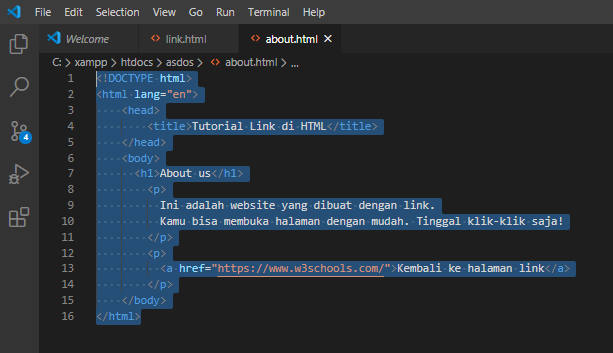 File Edit Selection View Go Run Terminal Help
Welcome link.html about.html
C: > xampp > htdocs > asdos > about.html > ...
1 <!DOCTYPE html>
2 <html lang="en">
3 <head>
4 <title>Tutorial Link di HTML</title>
5 </head>
6 <body>
7 <h1>About us</h1>
8 <p>
9 Ini adalah website yang dibuat dengan link.
10 Kamu bisa membuka halaman dengan mudah. Tinggal klik-klik saja!
11 </p>
12 <p>
13 <a href="https://www.w3schools.com/">Kembali ke halaman link</a>
14 </p>
15 </body>
16 </html>
4